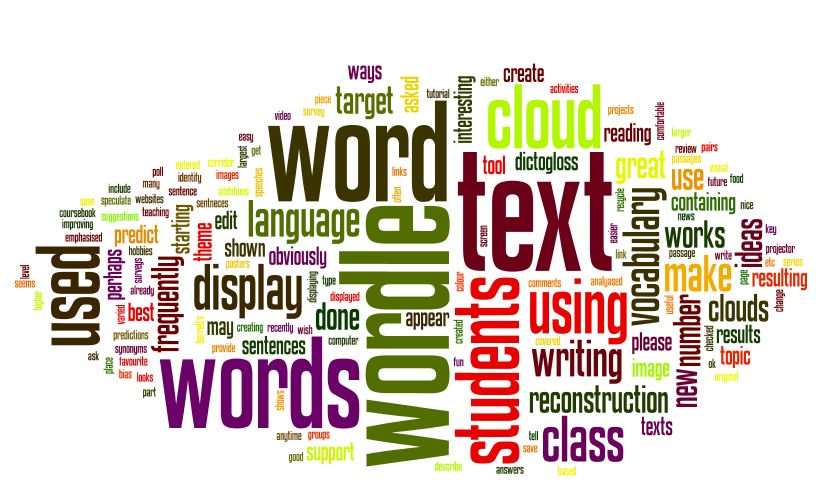 ways
create
either
activities
piece
survey
target
asked
tutorial
interesting
video
word
cloud
projects
comfortable
reading
larger
easy
largest
get
poll
many
entered
corridor
links
often
tool
dictogloss
great
review
pairs
passages
visual
identify
images
include
sentence
ambitions
speeches
text
use
future
food
seen
speculate
websites
sentneces
recycle
containing
nice
coursebook
suggestions
teaching
starting
edit
language
screen
vocabulary
news
improving
emphasised
predict
theme
shown
obviously
easier
works
ideas
key
hobbies
perhaps
surveys
posters
link
passage
write
projector
level
seems
used
already
frequently
display
displaying
type
wordle
colour
comments
analyased
make
page
etc
series
resulting
higher
varied
best
displayed
students
using
useful
number
clouds
change
predictions
may
creating
recently
wish
done
appear
created
covered
checked
results
ask
synonyms
provide
sentences
computer
writing
please
ok
topic
place
favourite
bias
looks
words
fun
image
new
original
part
shows
reconstruction
anytime
groups
tell
class
texts
good
support
describe
answers
save
based